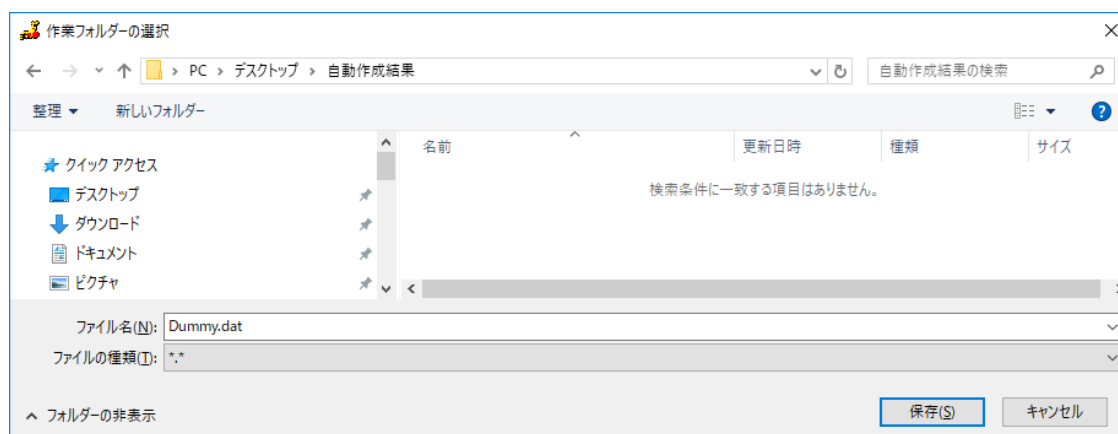 作業フォルダーの選択
PC › デスクトップ › 自動作成結果
自動作成結果の検索
整理
新しいフォルダー
クイック アクセス
デスクトップ
ダウンロード
ドキュメント
ピクチャ
名前 更新日時 種類 サイズ
検索条件に一致する項目はありません。
ファイル名(N): Dummy.dat
ファイルの種類(T): *.*
フォルダーの非表示
保存(S) キャンセル